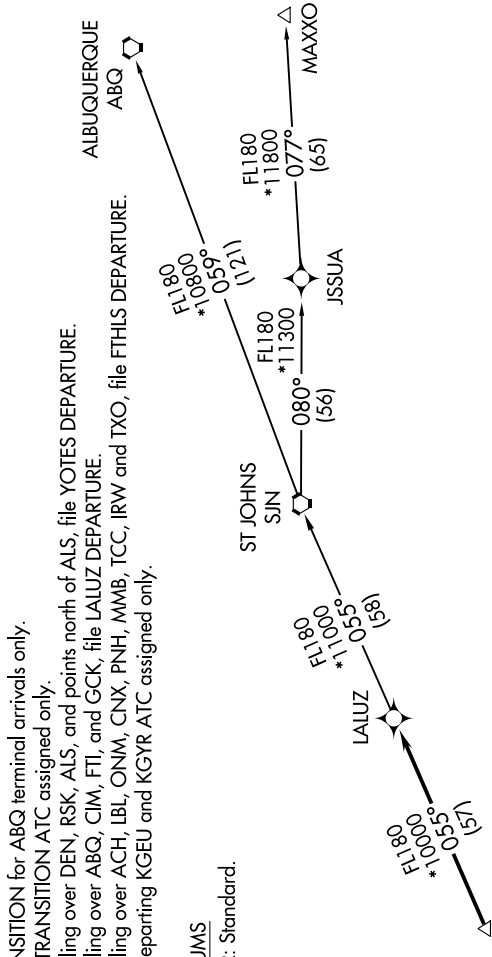 NSITION for ABQ terminal arrivals only.
TRANSITION ATC assigned only.
ling over DEN, RSK, ALS, and points north of ALS, file YOTES DEPARTURE.
ling over ABQ, CIM, FTI, and GCK, file LALUZ DEPARTURE.
ling over ACH, LBL, ONM, CNX, PNH, MMB, TCC, IRW and TXO, file FTHLS DEPARTURE.
eparting KGEU and KGYR ATC assigned only.
UMS
: Standard.
ALBUQUERQUE
ABQ
FL180
*10800
059°
(121)
MAXXO
FL180
*11800
077°
(65)
JSSUA
FL180
*11300
080°
(56)
ST JOHNS
SJN
FL180
*11000
055°
(58)
LALUZ
FL180
*10000
055°
(57)